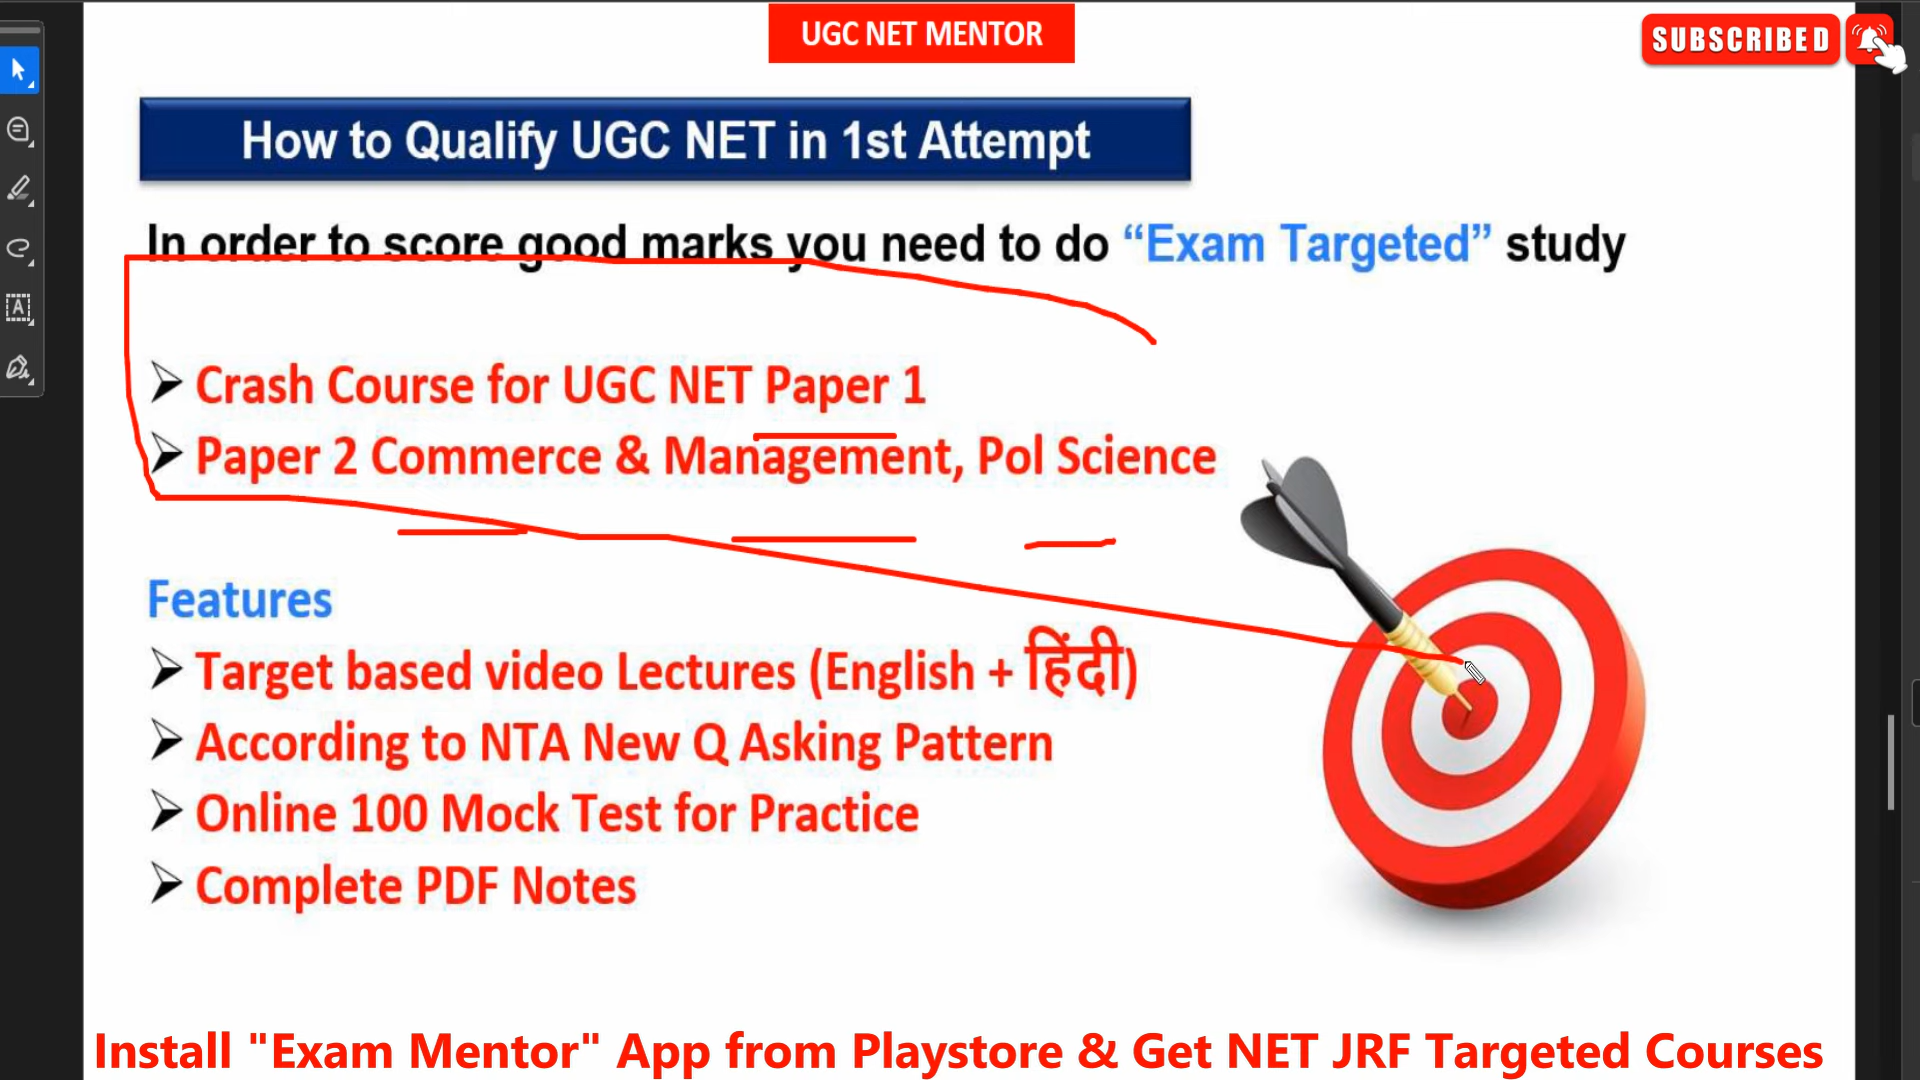 UGC NET MENTOR
SUBSCRIBED
How to Qualify UGC NET in 1st Attempt
In order to score good marks you need to do “Exam Targeted” study
Crash Course for UGC NET Paper 1
Paper 2 Commerce & Management, Pol Science
Features
Target based video Lectures (English + हिंदी)
According to NTA New Q Asking Pattern
Online 100 Mock Test for Practice
Complete PDF Notes
Install "Exam Mentor" App from Playstore & Get NET JRF Targeted Courses